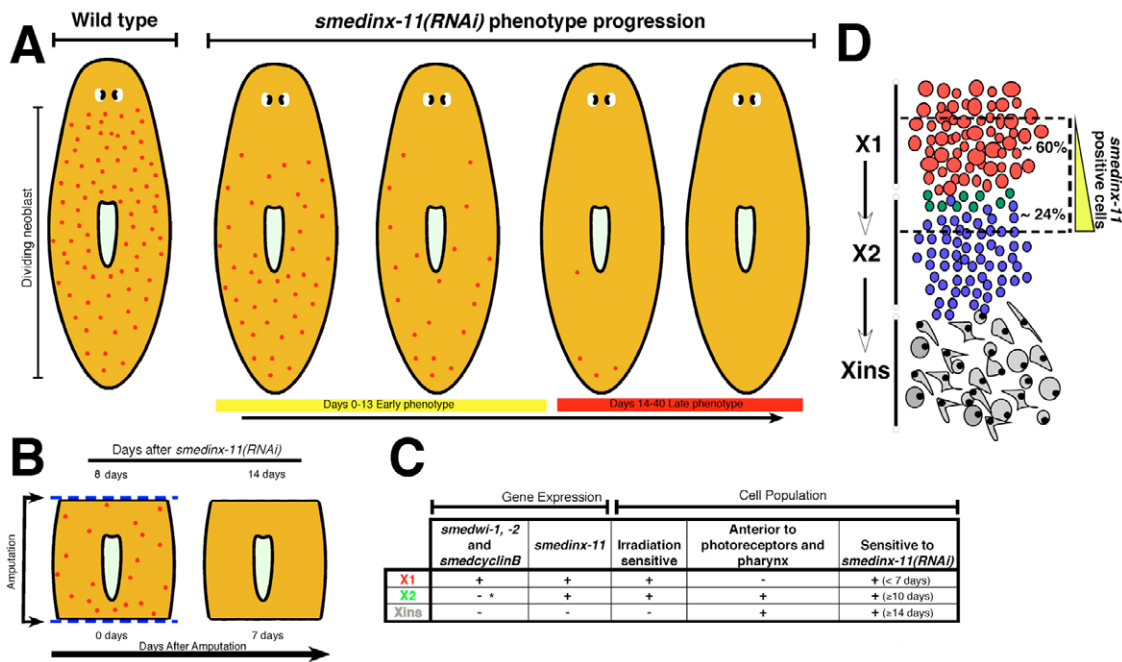 A
Wild type
smedinx-11(RNAi) phenotype progression
Dividing neoblast
Days 0-13 Early phenotype
Days 14-40 Late phenotype
B
Days after smedinx-11(RNAi)
8 days
14 days
Amputation
0 days
7 days
Days After Amputation
C
Gene Expression
Cell Population
smedwi-1, -2
and
smedcyclinB
smedinx-11
Irradiation
sensitive
Anterior to
photoreceptors and
pharynx
Sensitive to
smedinx-11(RNAi)
X1 + + + - + (< 7 days)
X2 - * + + + + (≥10 days)
Xins - - - + + (≥14 days)
D
X1
~ 60%
~ 24%
X2
Xins
smedinx-11
positive cells